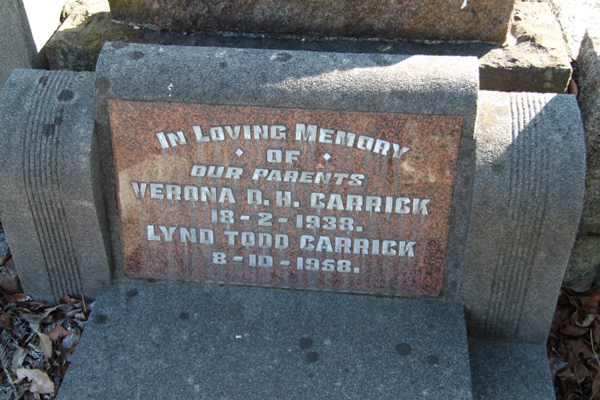 In Loving Memory
OF
OUR PARENTS
VERONA D. H. CARRICK
18-2-1938.
LYND TODD CARRICK
8-10-1958.